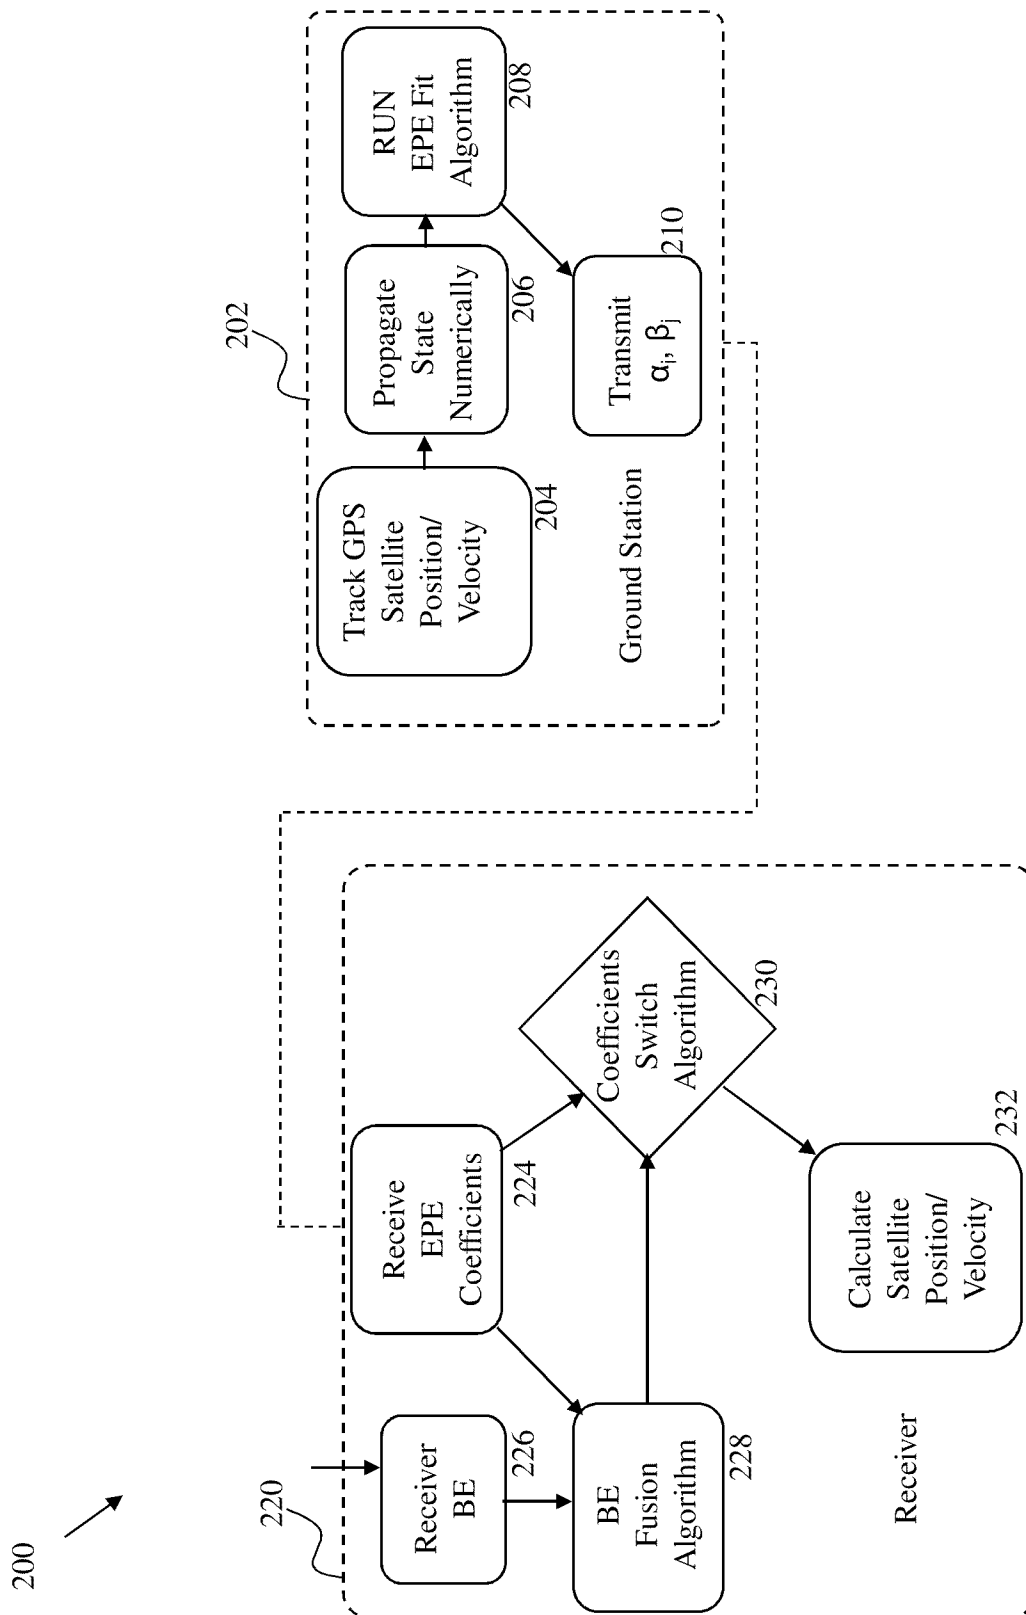 200
220
Receiver
BE
226
Receive
EPE
Coefficients
224
BE
Fusion
Algorithm
228
Coefficients
Switch
Algorithm
230
Calculate
Satellite
Position/
Velocity
232
Receiver
202
Track GPS
Satellite
Position/
Velocity
204
Propagate
State
Numerically
206
RUN
EPE Fit
Algorithm
208
Transmit
αi, βj
210
Ground Station